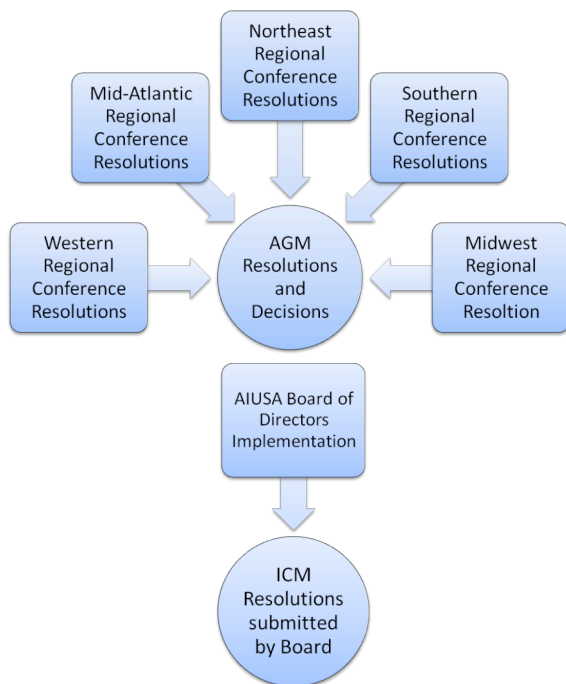 Northeast
Regional
Conference
Resolutions
Mid-Atlantic
Regional
Conference
Resolutions
Southern
Regional
Conference
Resolutions
Western
Regional
Conference
Resolutions
AGM
Resolutions
and
Decisions
Midwest
Regional
Conference
Resoltion
AIUSA Board of
Directors
Implementation
ICM
Resolutions
submitted
by Board